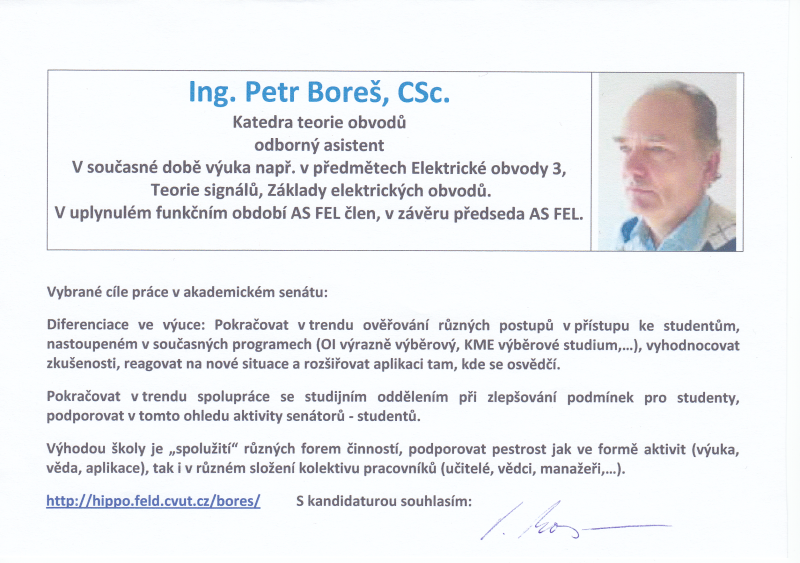 Ing. Petr Boreš, CSc.
Katedra teorie obvodů
odborný asistent
V současné době výuka např. v předmětech Elektrické obvody 3,
Teorie signálů, Základy elektrických obvodů.
V uplynulém funkčním období AS FEL člen, v závěru předseda AS FEL.
Vybrané cíle práce v akademickém senátu:
Diferenciace ve výuce: Pokračovat v trendu ověřování různých postupů v přístupu ke studentům,
nastoupeném v současných programech (OI výrazně výběrový, KME výběrové studium,...), vyhodnocovat
zkušenosti, reagovat na nové situace a rozšiřovat aplikaci tam, kde se osvědčí.
Pokračovat v trendu spolupráce se studijním oddělením při zlepšování podmínek pro studenty,
podporovat v tomto ohledu aktivity senátorů - studentů.
Výhodou školy je „spolužití“ různých forem činností, podporovat pestrost jak ve formě aktivit (výuka,
věda, aplikace), tak i v různém složení kolektivu pracovníků (učitelé, vědci, manažeři,...).
http://hippo.feld.cvut.cz/bores/ S kandidaturou souhlasím: